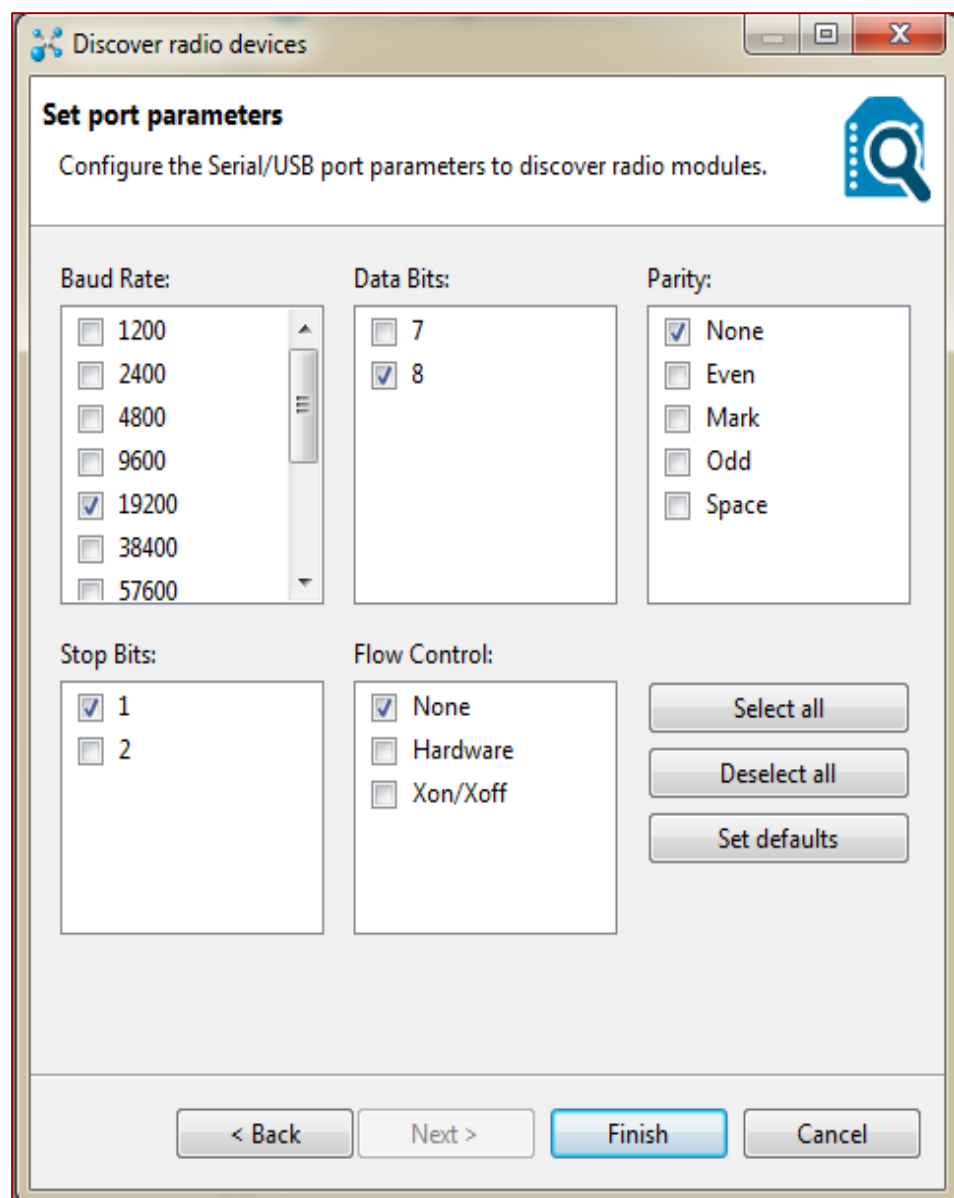 Discover radio devices
Set port parameters
Configure the Serial/USB port parameters to discover radio modules.
Baud Rate:
1200
2400
4800
9600
19200
38400
57600
Data Bits:
7
8
Parity:
None
Even
Mark
Odd
Space
Stop Bits:
1
2
Flow Control:
None
Hardware
Xon/Xoff
Select all
Deselect all
Set defaults
< Back
Next >
Finish
Cancel